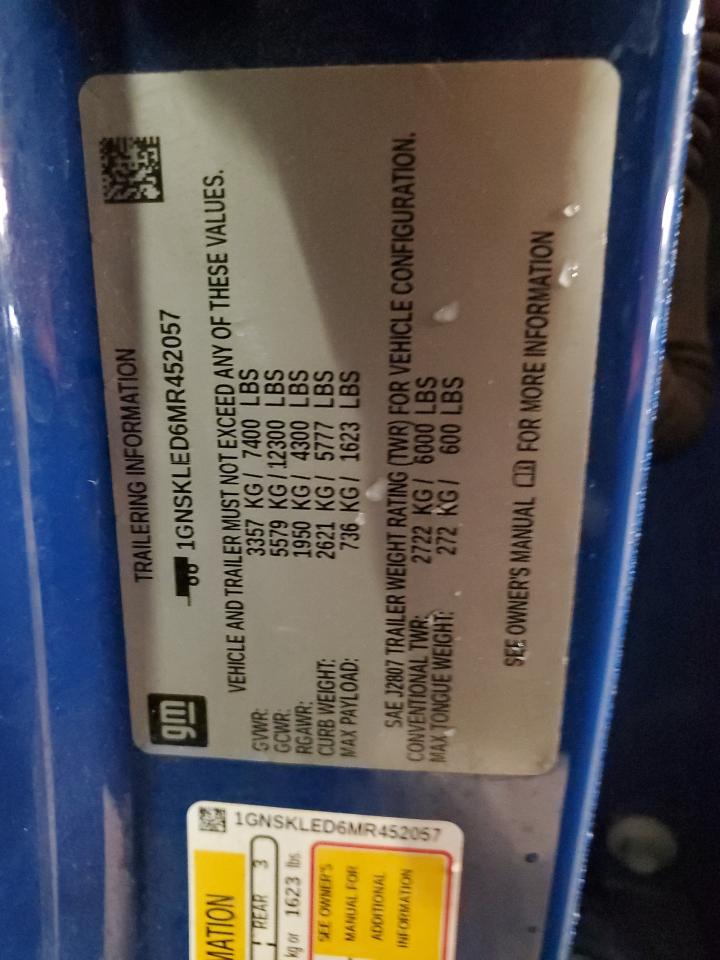 gm
TRAILERING INFORMATION
1GNSKLED6MR452057
VEHICLE AND TRAILER MUST NOT EXCEED ANY OF THESE VALUES.
GVWR: 3357 KG / 7400 LBS
GCWR: 5579 KG / 12300 LBS
RGAWR: 1950 KG / 4300 LBS
CURB WEIGHT: 2621 KG / 5777 LBS
MAX PAYLOAD: 736 KG / 1623 LBS
SAE J2807 TRAILER WEIGHT RATING (TWR) FOR VEHICLE CONFIGURATION.
CONVENTIONAL TWR: 2722 KG / 6000 LBS
MAX TONGUE WEIGHT: 272 KG / 600 LBS
SEE OWNER'S MANUAL FOR MORE INFORMATION
1GNSKLED6MR452057
MATION
REAR 3
kg or 1623 lbs
SEE OWNER'S
MANUAL FOR
ADDITIONAL
INFORMATION